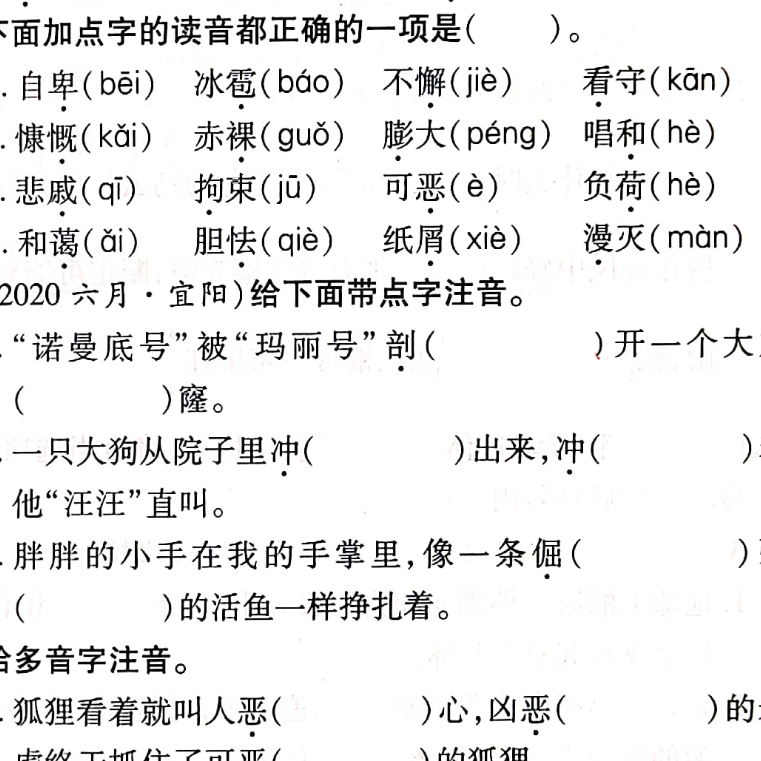 下面加点字的读音都正确的一项是(  )。
. 自卑(bēi) 冰雹(báo) 不懈(jiè) 看守(kān)
. 慷慨(kǎi) 赤裸(guǒ) 膨大(péng) 唱和(hè)
. 悲戚(qī) 拘束(jū) 可恶(è) 负荷(hè)
. 和蔼(ǎi) 胆怯(qiè) 纸屑(xiè) 漫灭(màn)
2020 六月·宜阳)给下面带点字注音。
. “诺曼底号”被“玛丽号”剖(  )开一个大
(  )窿。
. 一只大狗从院子里冲(  )出来,冲(  )
他“汪汪”直叫。
. 胖胖的小手在我的手掌里,像一条倔(  )
(  )的活鱼一样挣扎着。
给多音字注音。
. 狐狸看着就叫人恶(  )心,凶恶(  )的
虎终于抓住了可恶(  )的狐狸